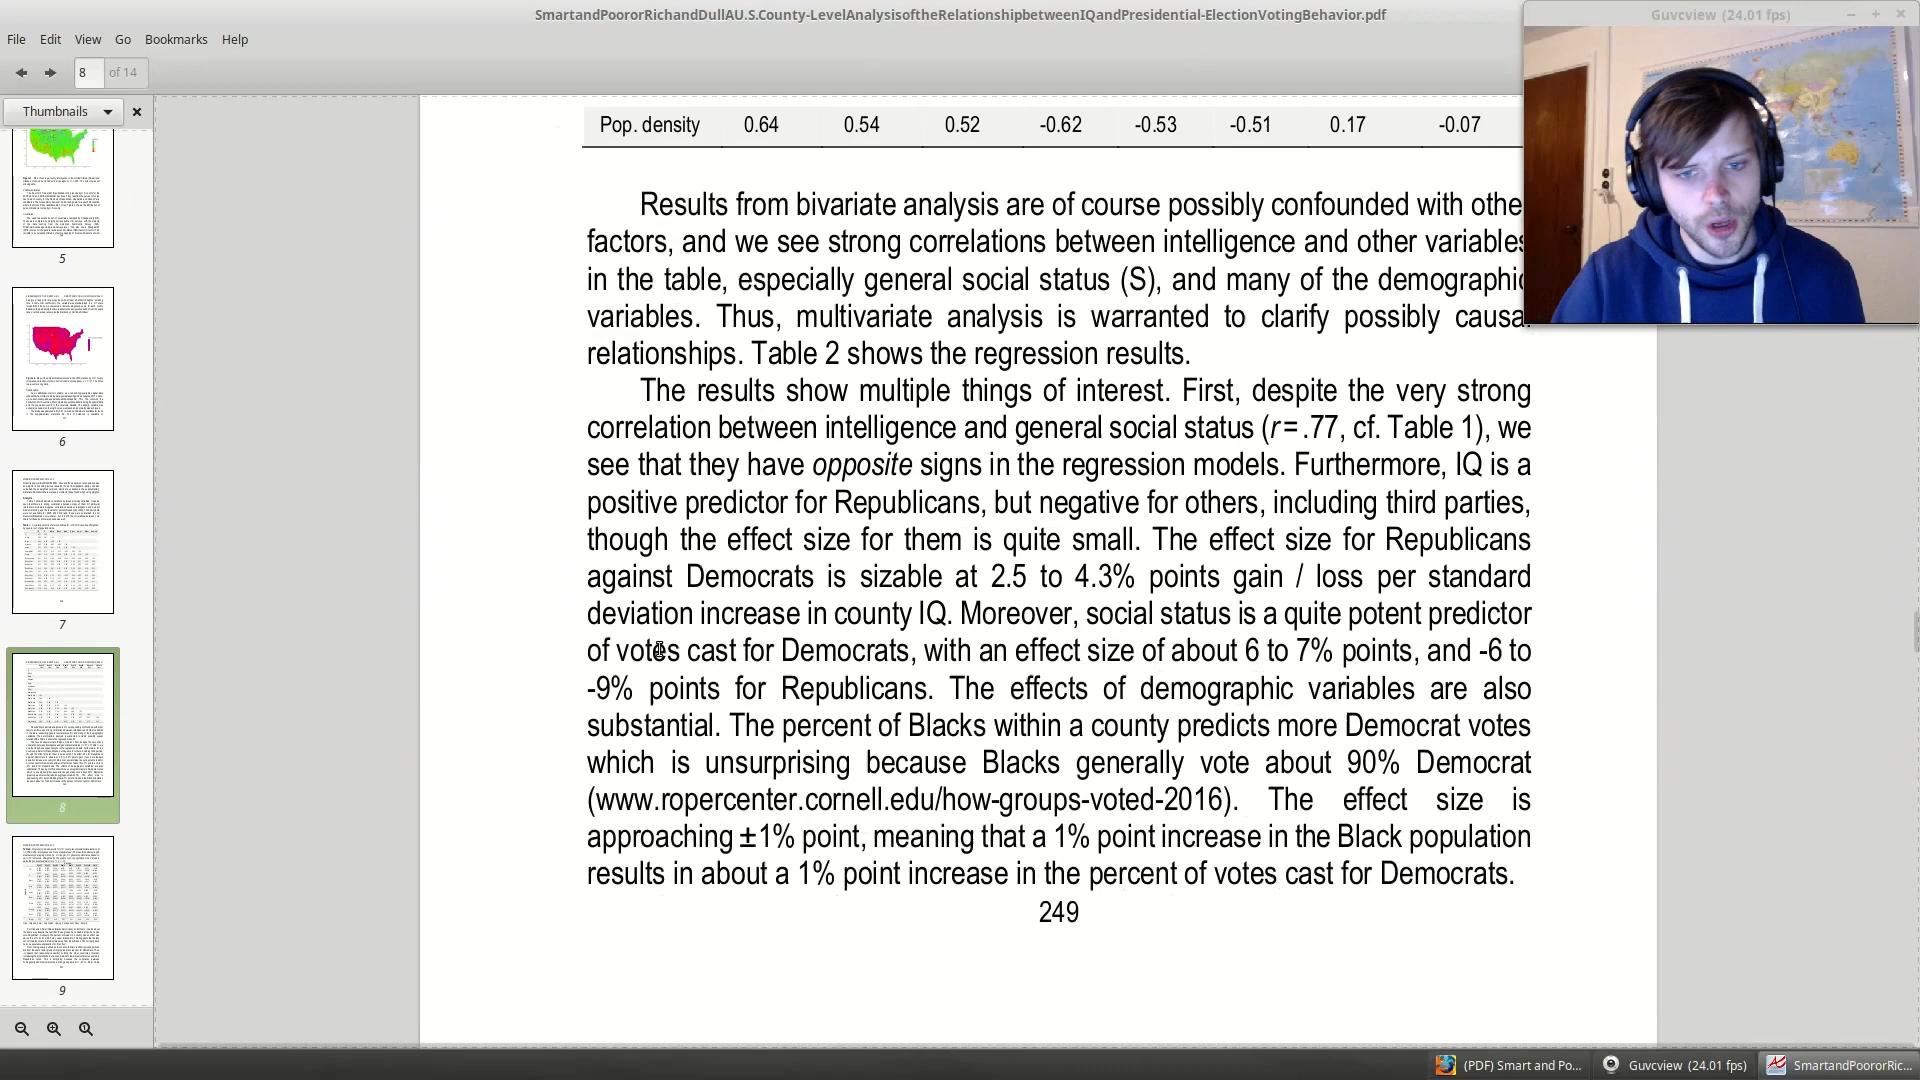 SmartandPoororRichandDullAU.S.County-LevelAnalysisoftheRelationshipbetweenIQandPresidential-ElectionVotingBehavior.pdf
Guvcview (24.01 fps)
File Edit View Go Bookmarks Help
8 of 14
Thumbnails
5
6
7
8
9
Pop. density 0.64 0.54 0.52 -0.62 -0.53 -0.51 0.17 -0.07
Results from bivariate analysis are of course possibly confounded with othe
factors, and we see strong correlations between intelligence and other variables
in the table, especially general social status (S), and many of the demographic
variables. Thus, multivariate analysis is warranted to clarify possibly causa
relationships. Table 2 shows the regression results.
The results show multiple things of interest. First, despite the very strong
correlation between intelligence and general social status (r = .77, cf. Table 1), we
see that they have opposite signs in the regression models. Furthermore, IQ is a
positive predictor for Republicans, but negative for others, including third parties,
though the effect size for them is quite small. The effect size for Republicans
against Democrats is sizable at 2.5 to 4.3% points gain / loss per standard
deviation increase in county IQ. Moreover, social status is a quite potent predictor
of votes cast for Democrats, with an effect size of about 6 to 7% points, and -6 to
-9% points for Republicans. The effects of demographic variables are also
substantial. The percent of Blacks within a county predicts more Democrat votes
which is unsurprising because Blacks generally vote about 90% Democrat
(www.ropercenter.cornell.edu/how-groups-voted-2016). The effect size is
approaching ±1% point, meaning that a 1% point increase in the Black population
results in about a 1% point increase in the percent of votes cast for Democrats.
249
(PDF) Smart and Po... Guvcview (24.01 fps) SmartandPoororRic...